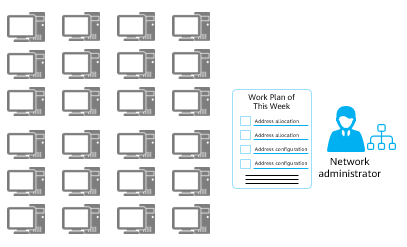 Work Plan of
This Week
Address allocation
Address allocation
Address configuration
Address configuration
Network
administrator